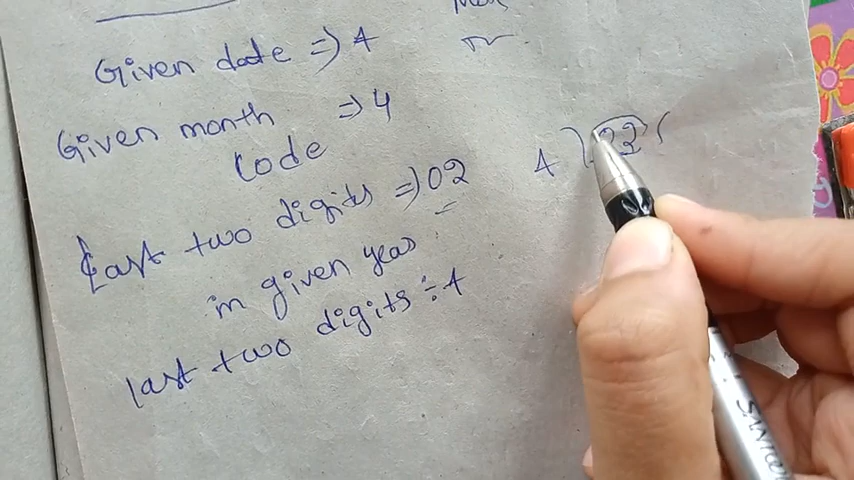 Given date => 4
Given month => 4
Code
Last two digits => 02
in given year
last two digits ÷ 4
4 ) 02 (